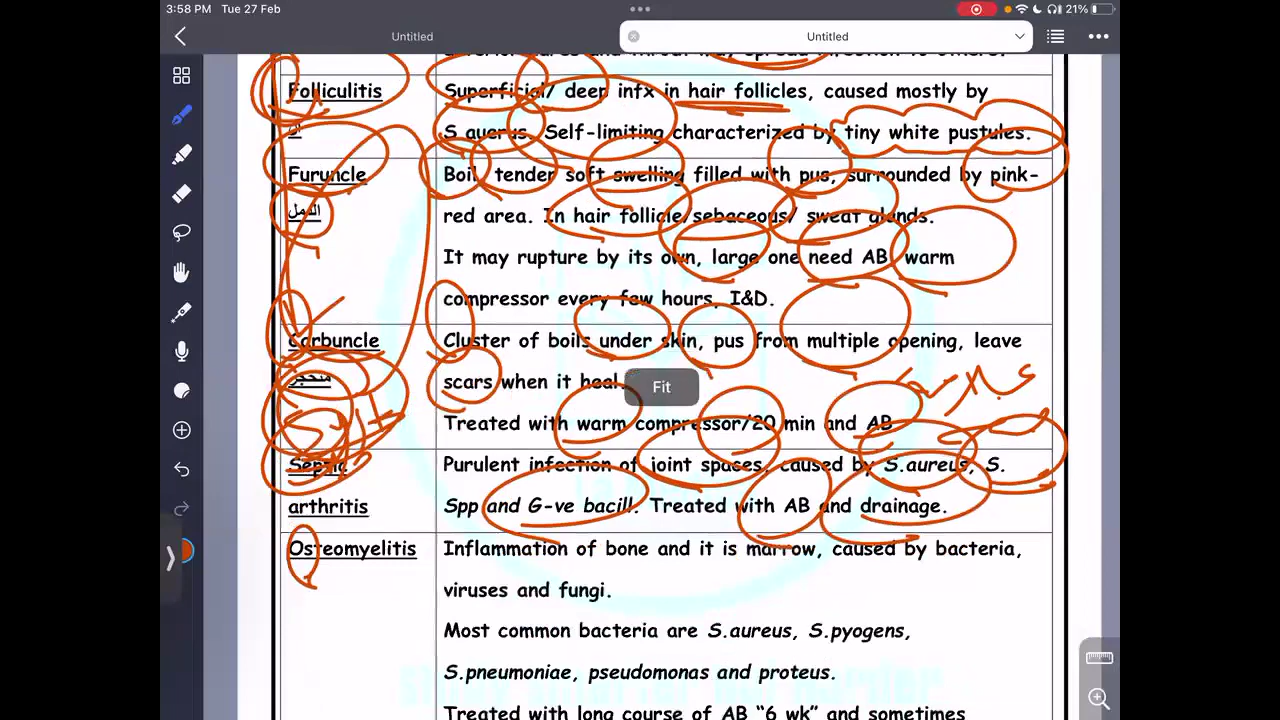 3:58 PM Tue 27 Feb
21%
Untitled
Untitled
Folliculitis
Superficial/ deep infx in hair follicles, caused mostly by
S auerus. Self-limiting characterized by tiny white pustules.
Furuncle
الدمل
Boil tender soft swelling filled with pus, surrounded by pink-
red area. In hair follicle/sebaceous/ sweat glands.
It may rupture by its own, large one need AB, warm
compressor every few hours, I&D.
Carbuncle
Cluster of boils under skin, pus from multiple opening, leave
scars when it heal.
Fit
Treated with warm compressor/20 min and AB
Septic
arthritis
Purulent infection of joint spaces, caused by S.aureus, S.
Spp and G-ve bacill. Treated with AB and drainage.
Osteomyelitis
Inflammation of bone and it is marrow, caused by bacteria,
viruses and fungi.
Most common bacteria are S.aureus, S.pyogens,
S.pneumoniae, pseudomonas and proteus.
Treated with long course of AB “6 wk” and sometimes